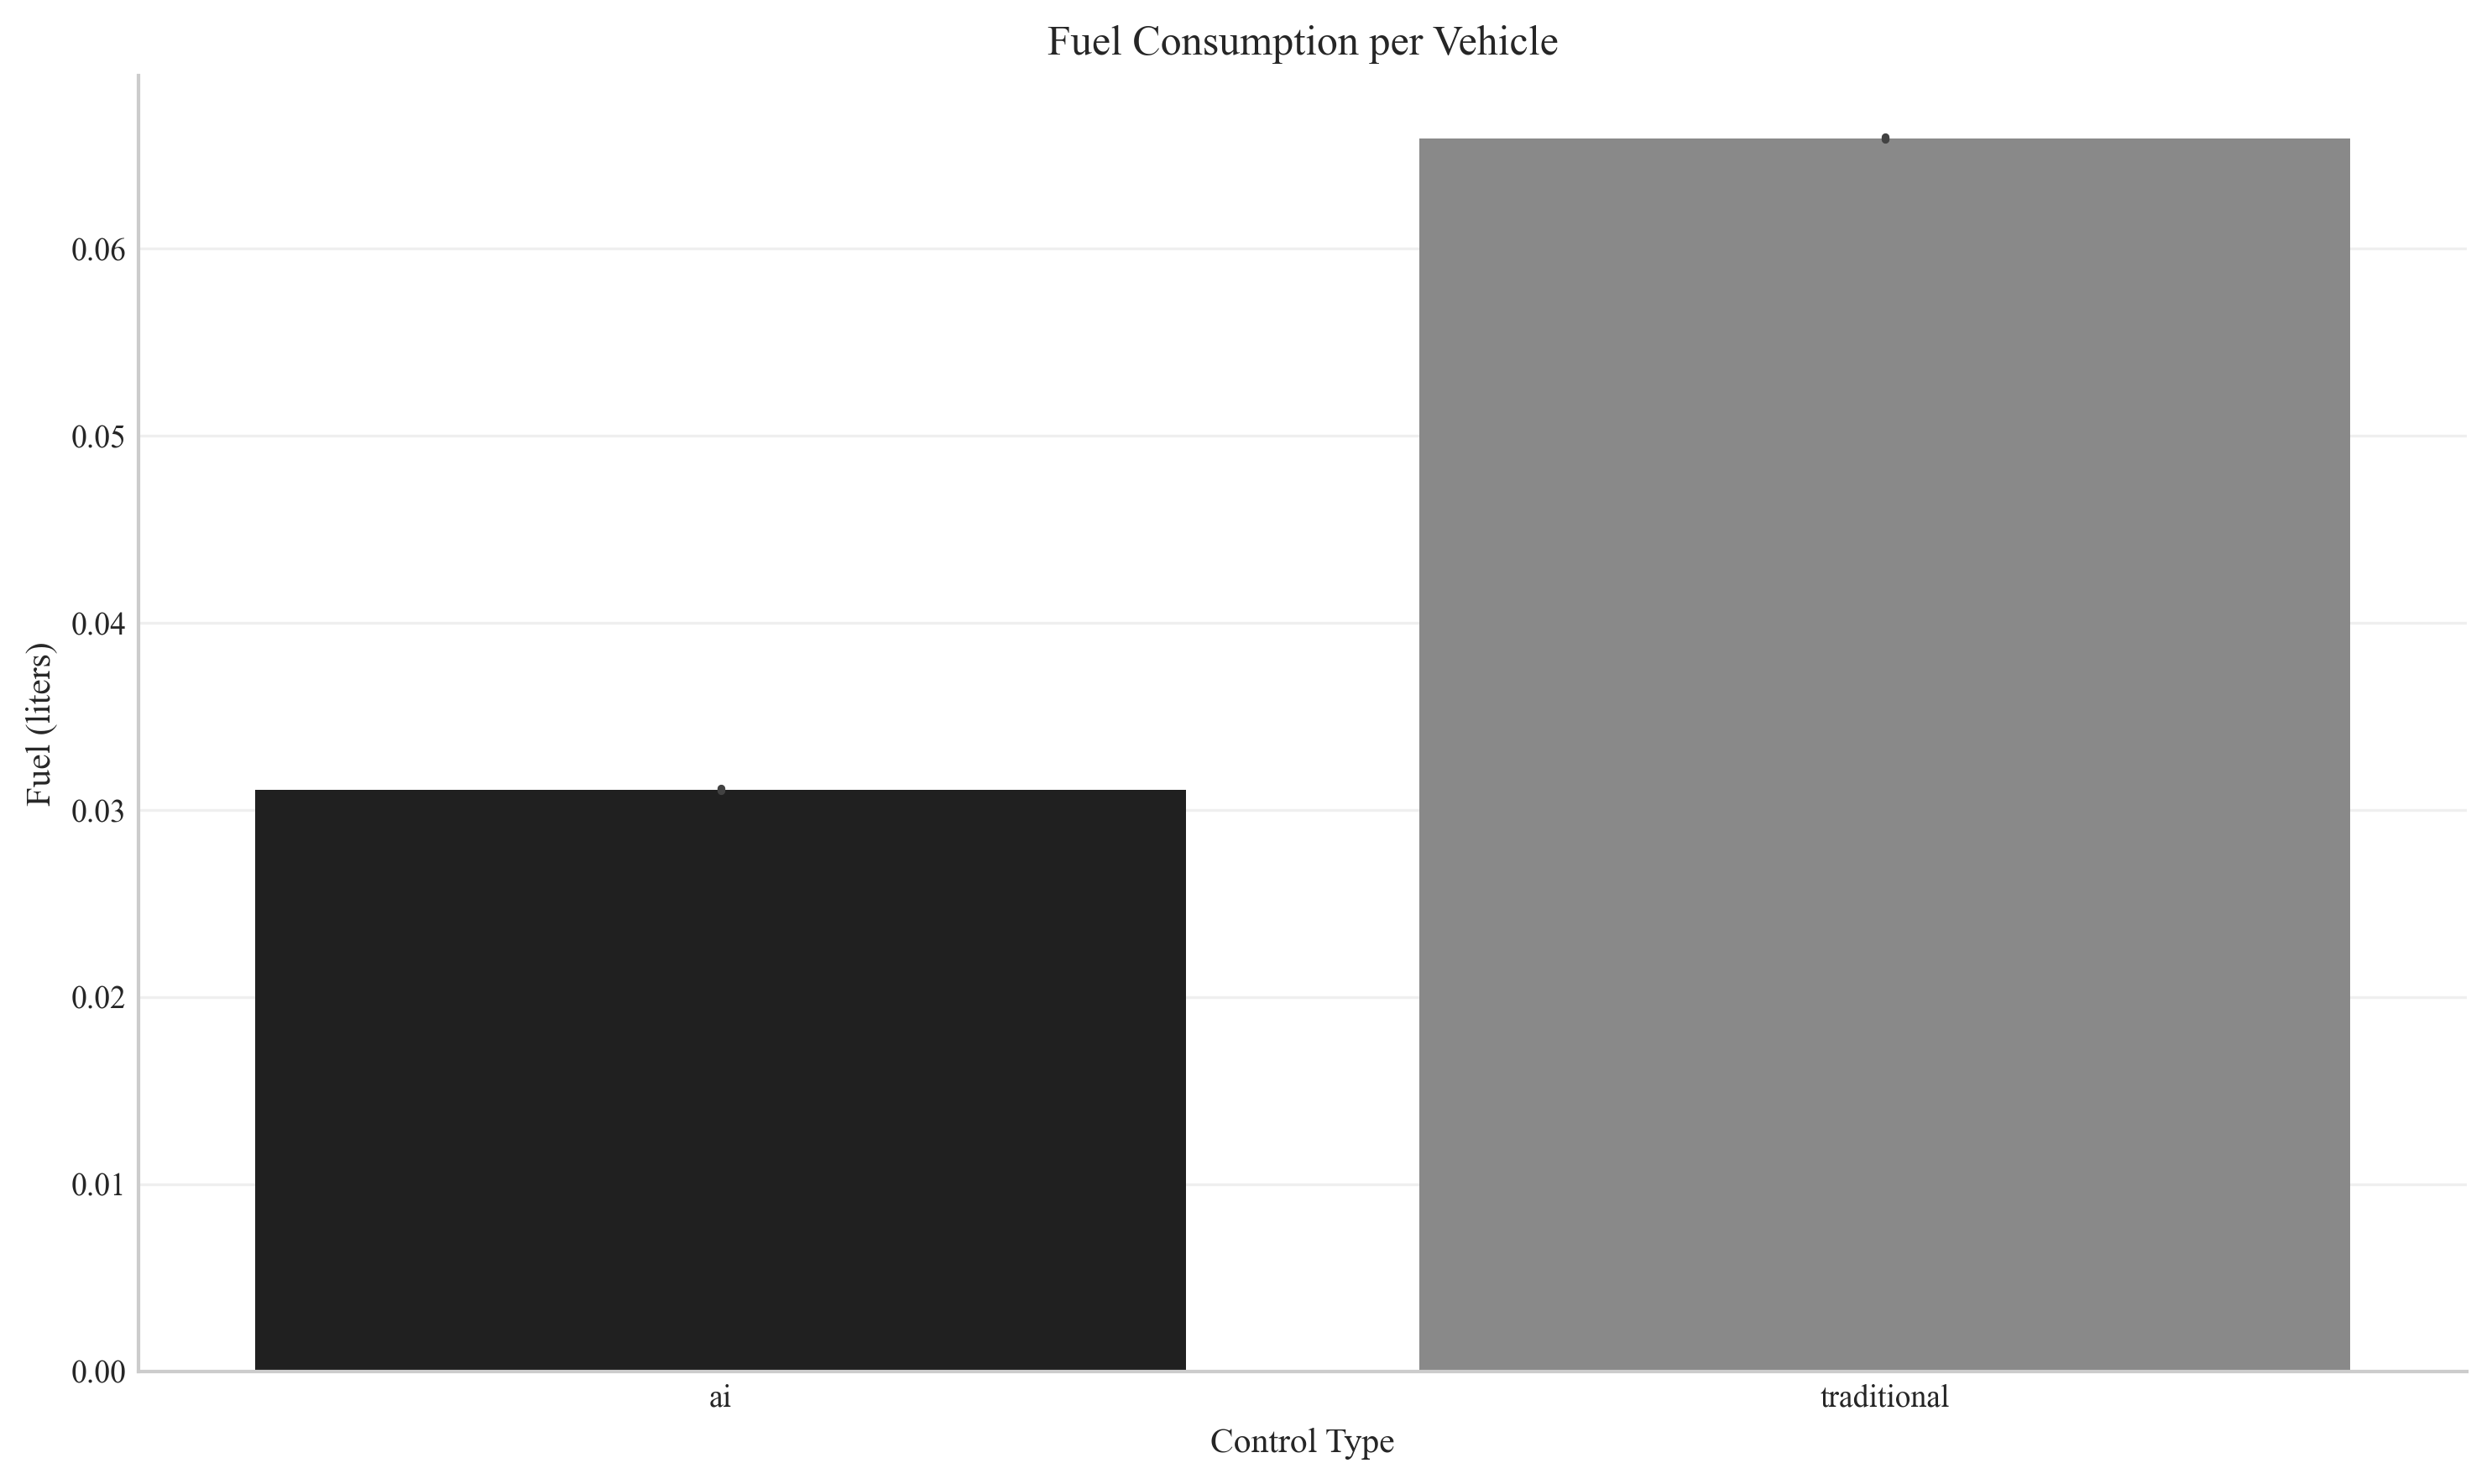 Fuel Consumption per Vehicle
Fuel (liters)
0.06
0.05
0.04
0.03
0.02
0.01
0.00
ai
traditional
Control Type